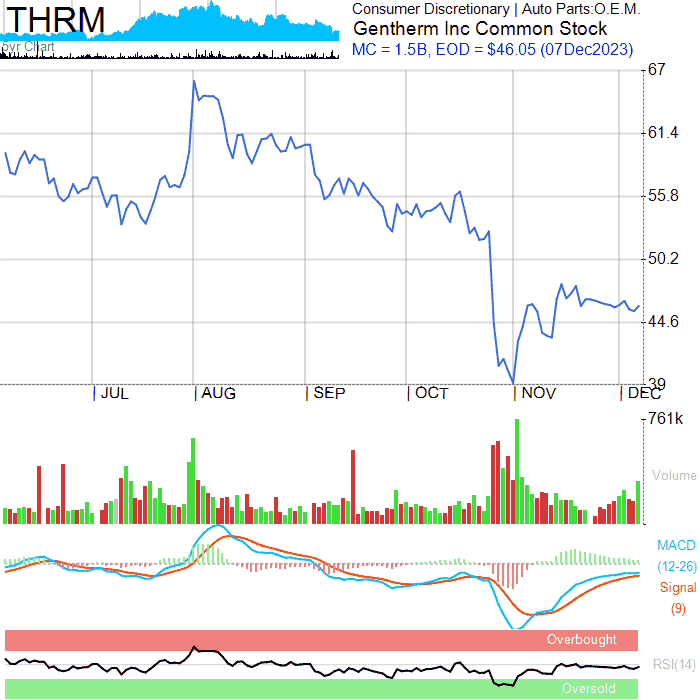 THRM
5yr Chart
Consumer Discretionary | Auto Parts:O.E.M.
Gentherm Inc Common Stock
MC = 1.5B, EOD = $46.05 (07Dec2023)
67
61.4
55.8
50.2
44.6
39
JUL AUG SEP OCT NOV DEC
761k
Volume
MACD
(12-26)
Signal
(9)
Overbought
RSI(14)
Oversold